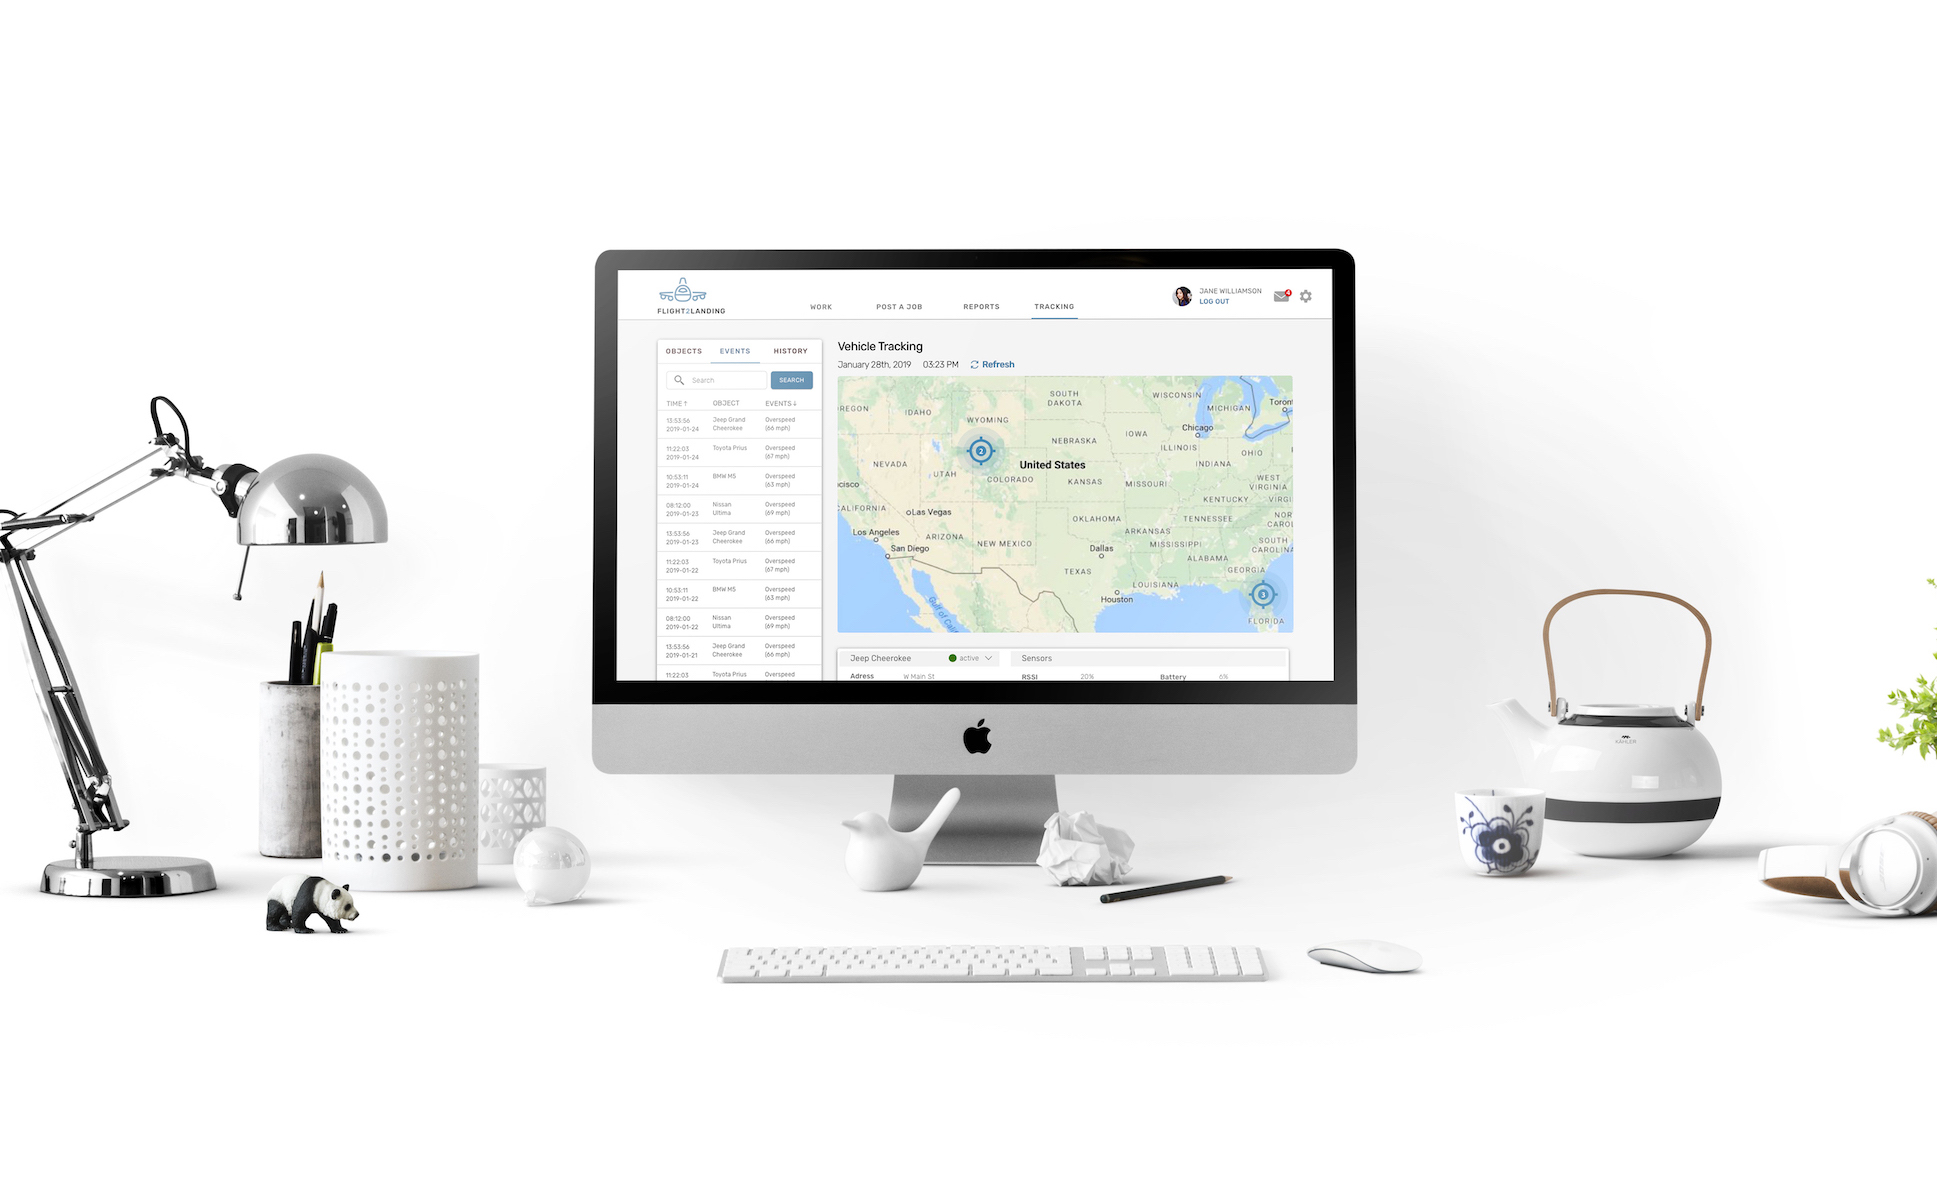 FLIGHT2LANDING
WORK
POST A JOB
REPORTS
TRACKING
JANE WILLIAMSON
LOG OUT
4
OBJECTS
EVENTS
HISTORY
Search
SEARCH
TIME ↑
OBJECT
EVENTS ↓
13:53:56
2019-01-24
Jeep Grand
Cheerokee
Overspeed
(66 mph)
11:22:03
2019-01-24
Toyota Prius
Overspeed
(67 mph)
10:53:11
2019-01-24
BMW M5
Overspeed
(63 mph)
08:12:00
2019-01-23
Nissan
Ultima
Overspeed
(69 mph)
13:53:56
2019-01-23
Jeep Grand
Cheerokee
Overspeed
(66 mph)
11:22:03
2019-01-22
Toyota Prius
Overspeed
(67 mph)
10:53:11
2019-01-22
BMW M5
Overspeed
(63 mph)
08:12:00
2019-01-22
Nissan
Ultima
Overspeed
(69 mph)
13:53:56
2019-01-21
Jeep Grand
Cheerokee
Overspeed
(66 mph)
11:22:03
Toyota Prius
Overspeed
Vehicle Tracking
January 28th, 2019
03:23 PM
Refresh
REGON
IDAHO
WYOMING
SOUTH
DAKOTA
WISCONSIN
MICHIGAN
Toront
Chicago
NEBRASKA
IOWA
ILLINOIS
OHIO
INDIANA
NEVADA
UTAH
2
COLORADO
United States
KANSAS
MISSOURI
WEST
VIRGINIA
KENTUCKY
VIRGI
cisco
ALIFORNIA
Las Vegas
OKLAHOMA
TENNESSEE
NOR
CAROL
Los Angeles
ARIZONA
NEW MEXICO
ARKANSAS
San Diego
Dallas
MISSISSIPPI
SOUTH
CAROLINA
ALABAMA
TEXAS
GEORGIA
LOUISIANA
Houston
3
FLORIDA
Gulf of Cali
Jeep Cheerokee
active
Sensors
Adress
W Main St
RSSI
20%
Battery
6%
KÄHLER